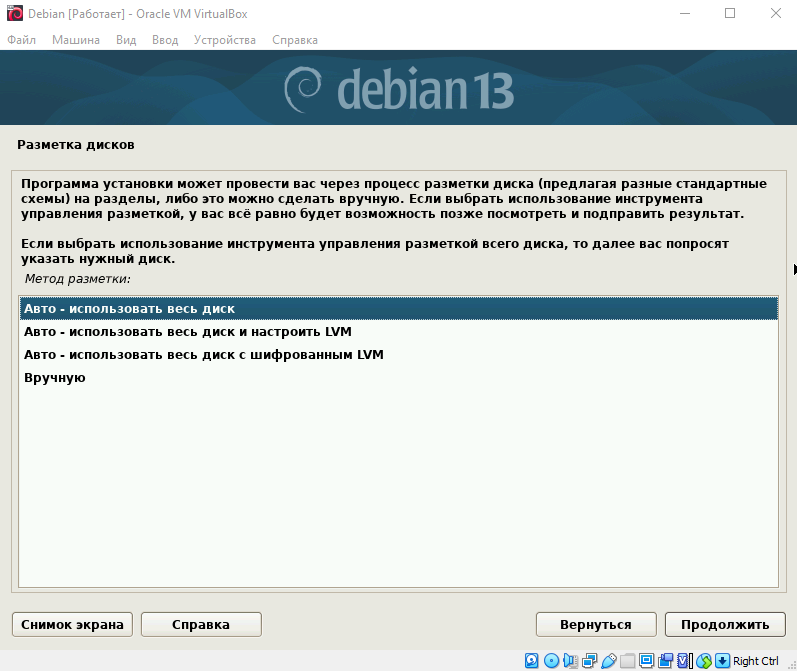 Debian [Работает] - Oracle VM VirtualBox
Файл Машина Вид Ввод Устройства Справка
debian 13
Разметка дисков
Программа установки может провести вас через процесс разметки диска (предлагая разные стандартные
схемы) на разделы, либо это можно сделать вручную. Если выбрать использование инструмента
управления разметкой, у вас всё равно будет возможность позже посмотреть и подправить результат.
Если выбрать использование инструмента управления разметкой всего диска, то далее вас попросят
указать нужный диск.
Метод разметки:
Авто - использовать весь диск
Авто - использовать весь диск и настроить LVM
Авто - использовать весь диск с шифрованным LVM
Вручную
Снимок экрана Справка Вернуться Продолжить
Right Ctrl